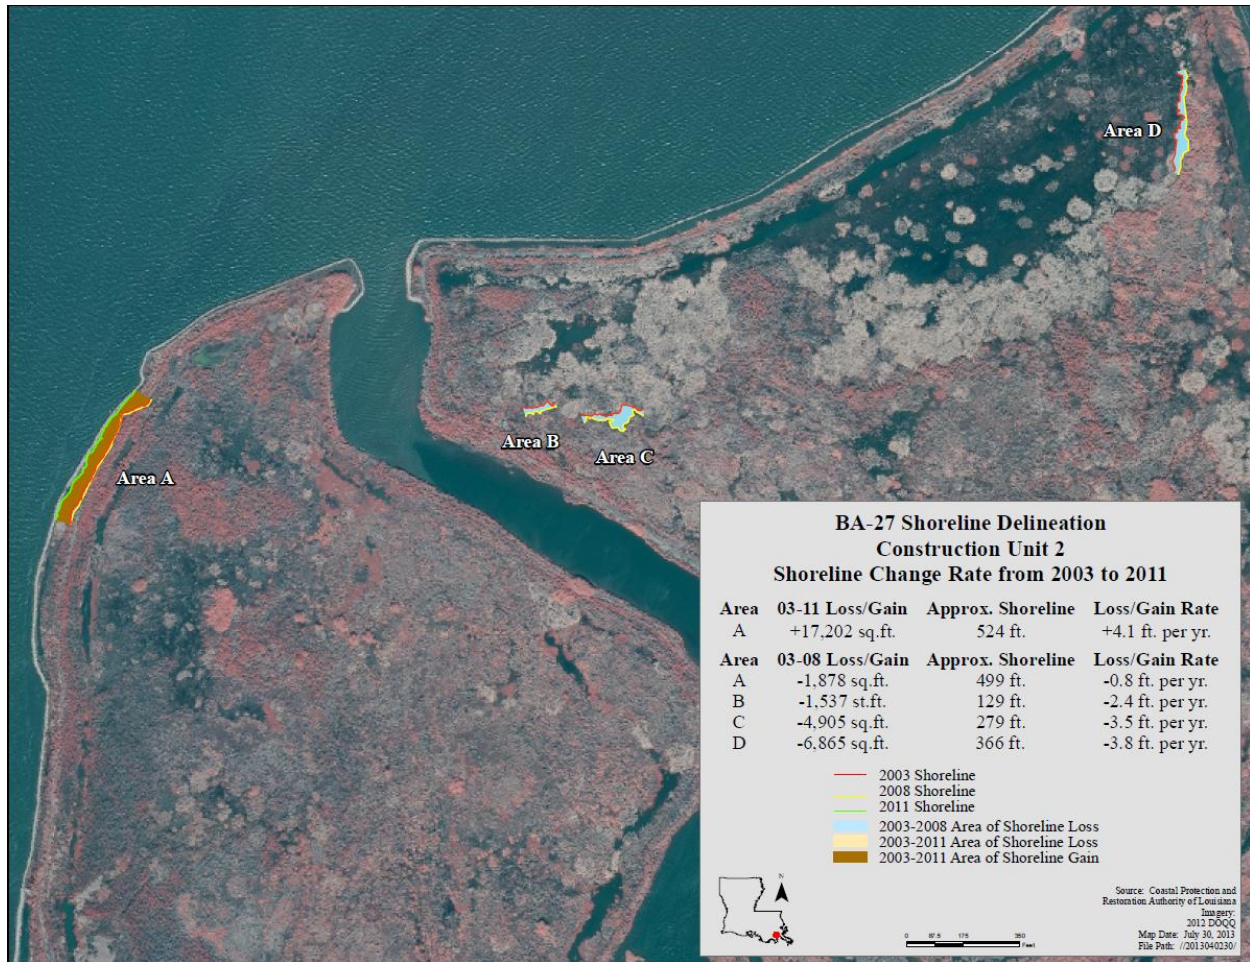 Area D
Area B
Area C
Area A
BA-27 Shoreline Delineation
Construction Unit 2
Shoreline Change Rate from 2003 to 2011
Area 03-11 Loss/Gain Approx. Shoreline Loss/Gain Rate
A +17,202 sq.ft. 524 ft. +4.1 ft. per yr.
Area 03-08 Loss/Gain Approx. Shoreline Loss/Gain Rate
A -1,878 sq.ft. 499 ft. -0.8 ft. per yr.
B -1,537 st.ft. 129 ft. -2.4 ft. per yr.
C -4,905 sq.ft. 279 ft. -3.5 ft. per yr.
D -6,865 sq.ft. 366 ft. -3.8 ft. per yr.
2003 Shoreline
2008 Shoreline
2011 Shoreline
2003-2008 Area of Shoreline Loss
2003-2011 Area of Shoreline Loss
2003-2011 Area of Shoreline Gain
N
Source: Coastal Protection and
Restoration Authority of Louisiana
Imagery:
2012 DOQQ
Map Date: July 30, 2013
File Path: //2013040230/
0 87.5 175 350
Feet